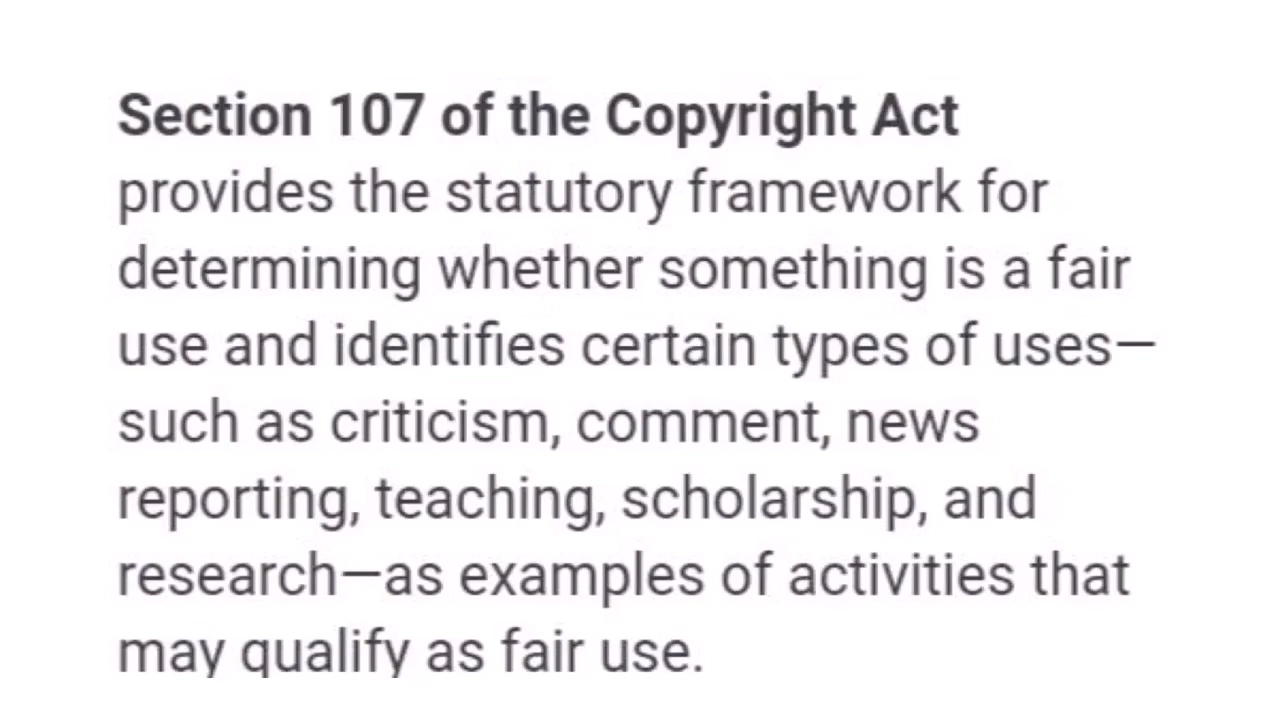 Section 107 of the Copyright Act
provides the statutory framework for
determining whether something is a fair
use and identifies certain types of uses—
such as criticism, comment, news
reporting, teaching, scholarship, and
research—as examples of activities that
may qualify as fair use.